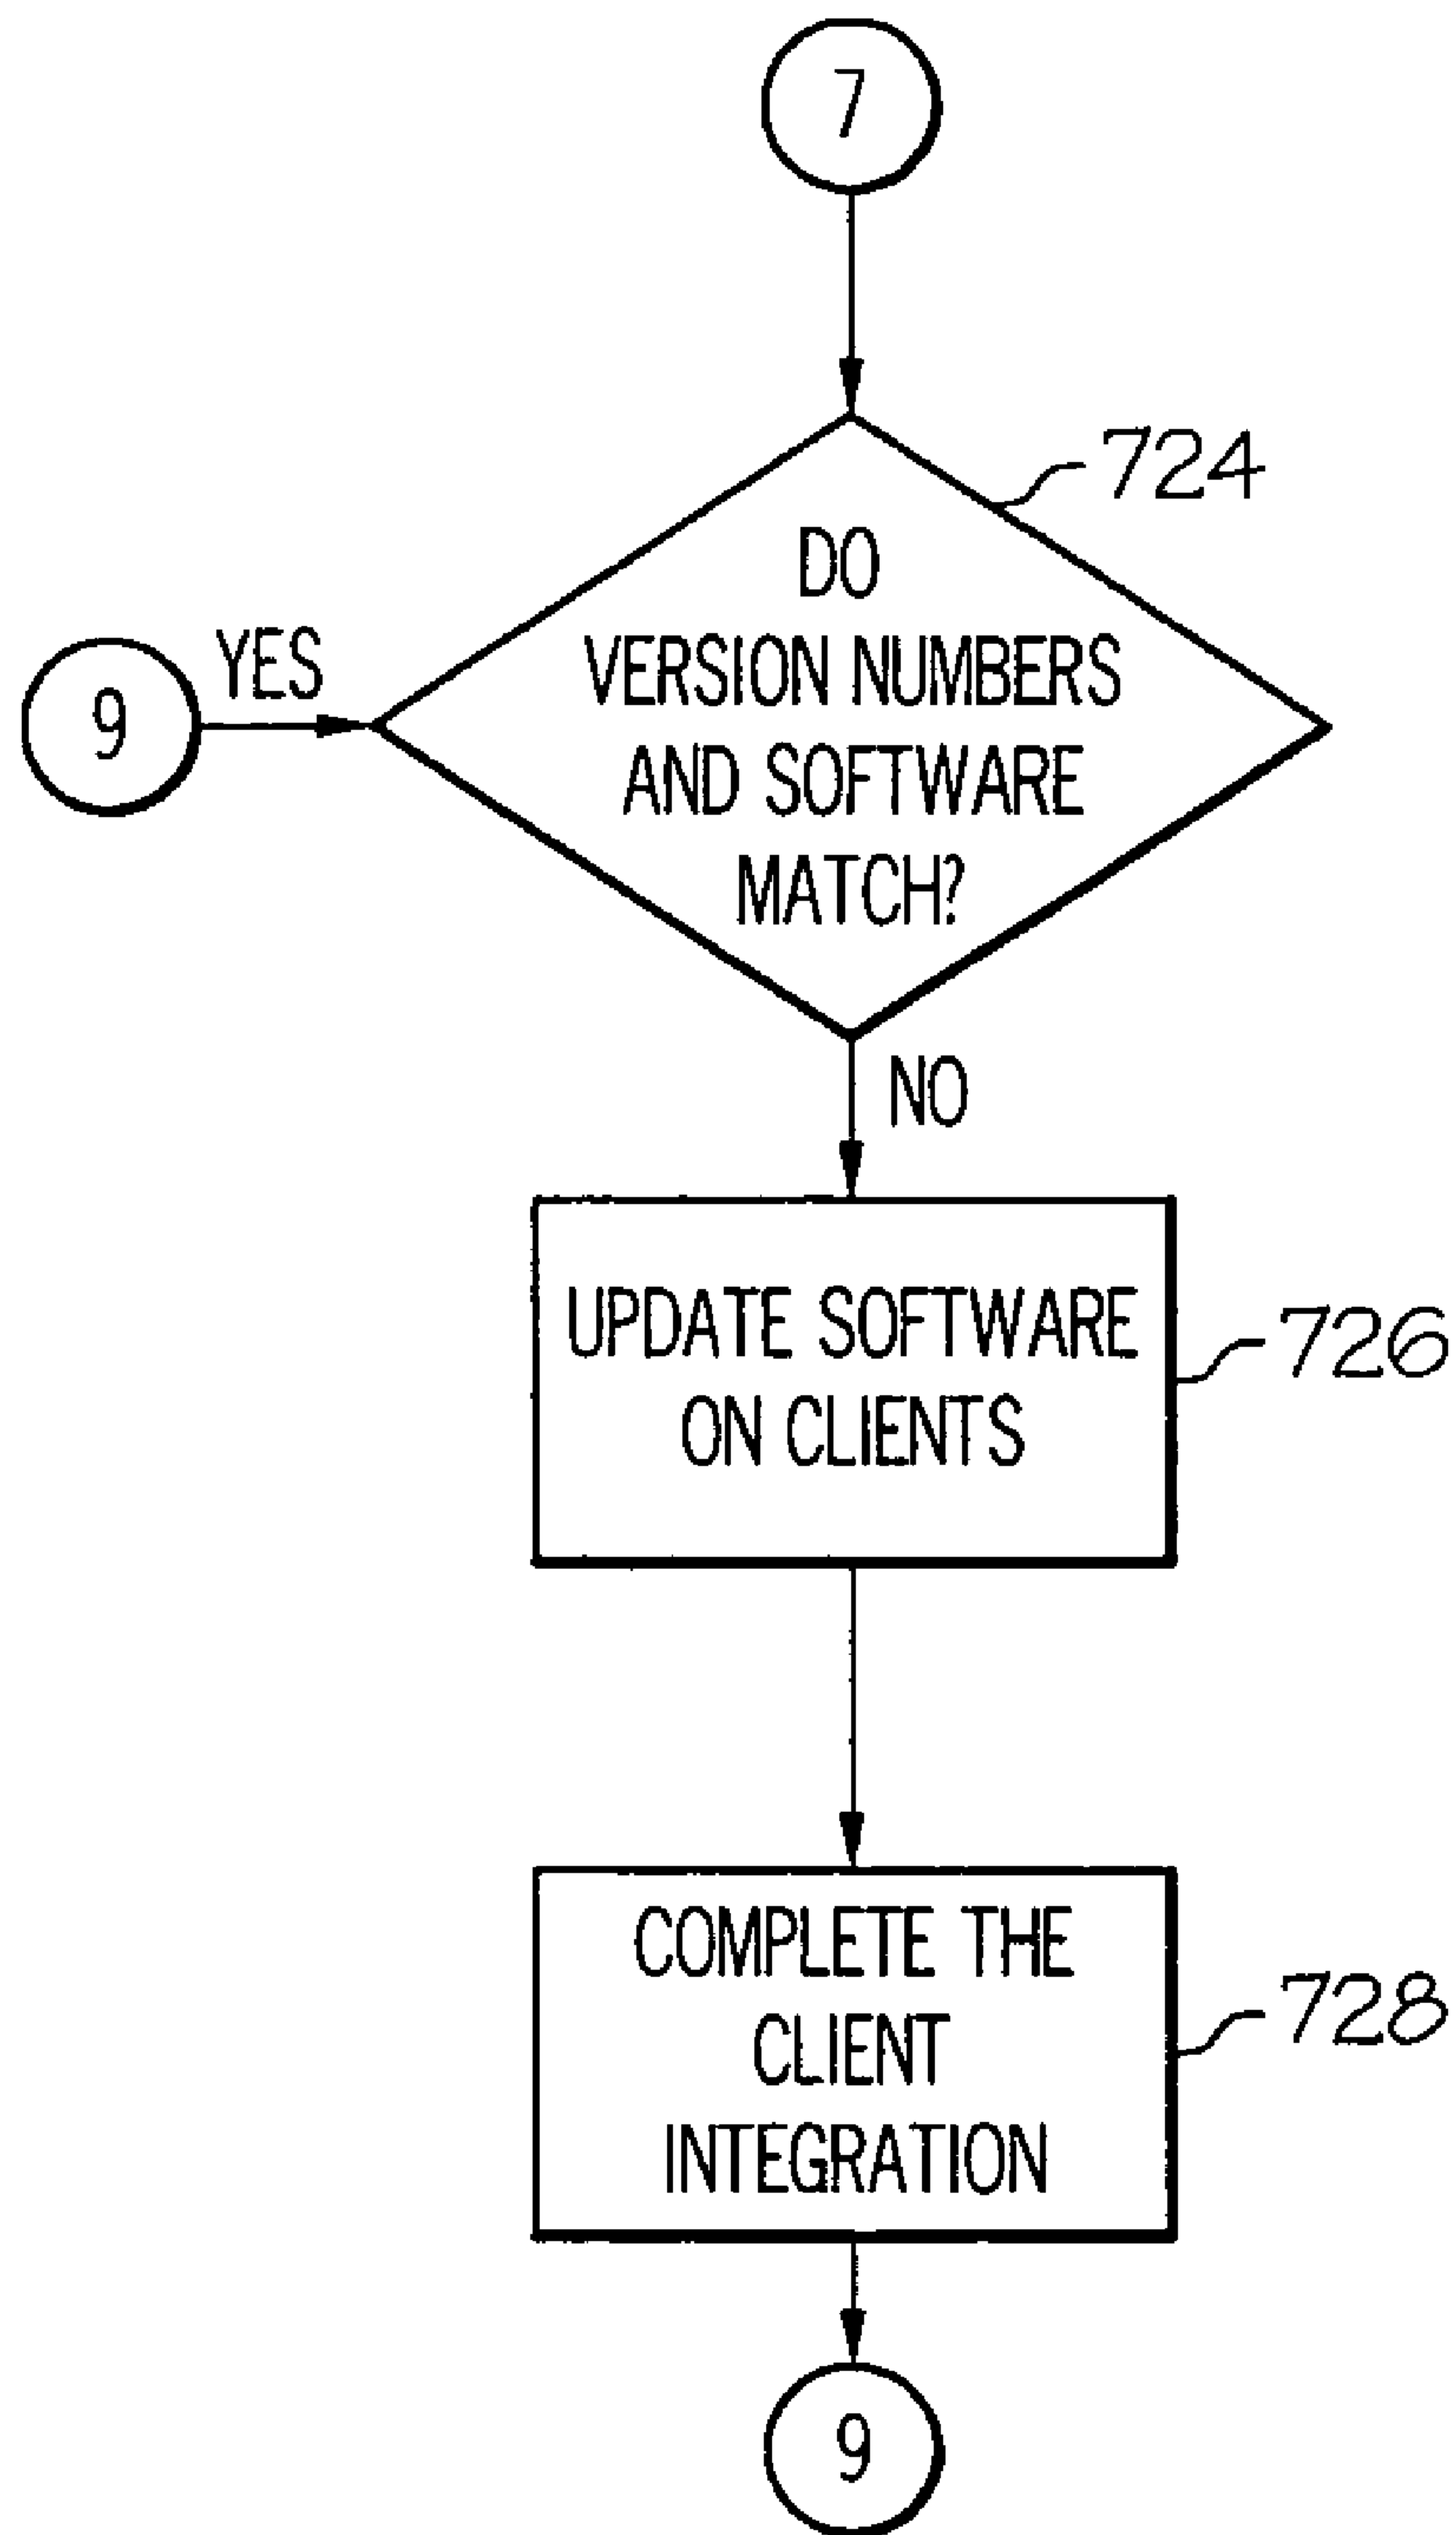 7
724
DO
VERSION NUMBERS
AND SOFTWARE
MATCH?
YES
9
NO
UPDATE SOFTWARE
ON CLIENTS
726
COMPLETE THE
CLIENT
INTEGRATION
728
9